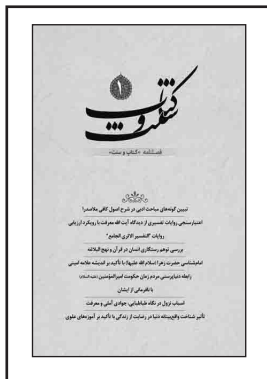 ۱
کتاب و سنت
فصلنامه «کتاب و سنت»
تبیین گونه‌های مباحث ادبی در شرح اصول کافی ملاصدرا
اعتبارسنجی روایات تفسیری از دیدگاه آیت الله معرفت با رویکرد ارزیابی
روایات "التفسیر الاثری الجامع"
بررسی توهم رستگاری انسان در قرآن و نهج البلاغه
امام‌شناسی حضرت زهرا (سلام الله علیها) با تأکید بر اندیشه علامه امینی
رابطه دنیاپرستی مردم زمان حکومت امیرالمؤمنین (علیه السلام)
با نافرمانی از ایشان
اسباب نزول در نگاه طباطبایی، جوادی آملی و معرفت
تأثیر شناخت واقع‌بینانه دنیا در رضایت از زندگی با تأکید بر آموزه‌های علوی